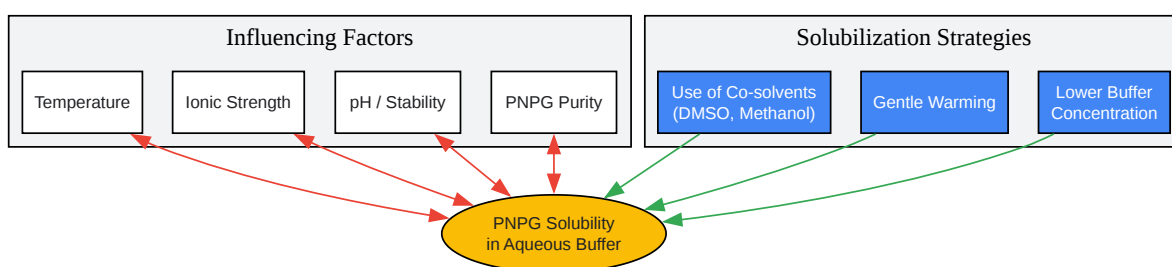 Influencing Factors
Solubilization Strategies
Temperature
Ionic Strength
pH / Stability
PNPG Purity
Use of Co-solvents
(DMSO, Methanol)
Gentle Warming
Lower Buffer
Concentration
PNPG Solubility
in Aqueous Buffer